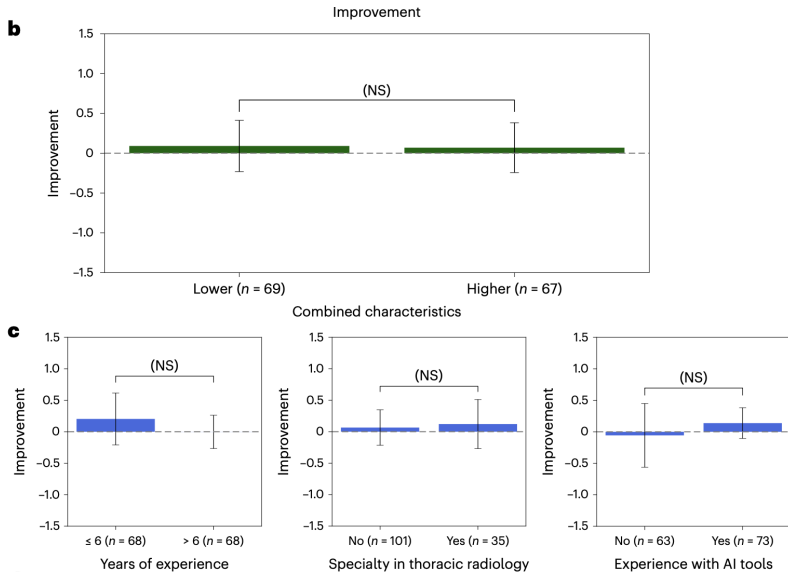 Improvement
b
1.5
1.0
0.5
0
–0.5
–1.0
–1.5
Improvement
(NS)
Lower (n = 69)
Higher (n = 67)
Combined characteristics
c
1.5
1.0
0.5
0
–0.5
–1.0
–1.5
Improvement
(NS)
≤ 6 (n = 68)
> 6 (n = 68)
Years of experience
1.5
1.0
0.5
0
–0.5
–1.0
–1.5
Improvement
(NS)
No (n = 101)
Yes (n = 35)
Specialty in thoracic radiology
1.5
1.0
0.5
0
–0.5
–1.0
–1.5
Improvement
(NS)
No (n = 63)
Yes (n = 73)
Experience with AI tools